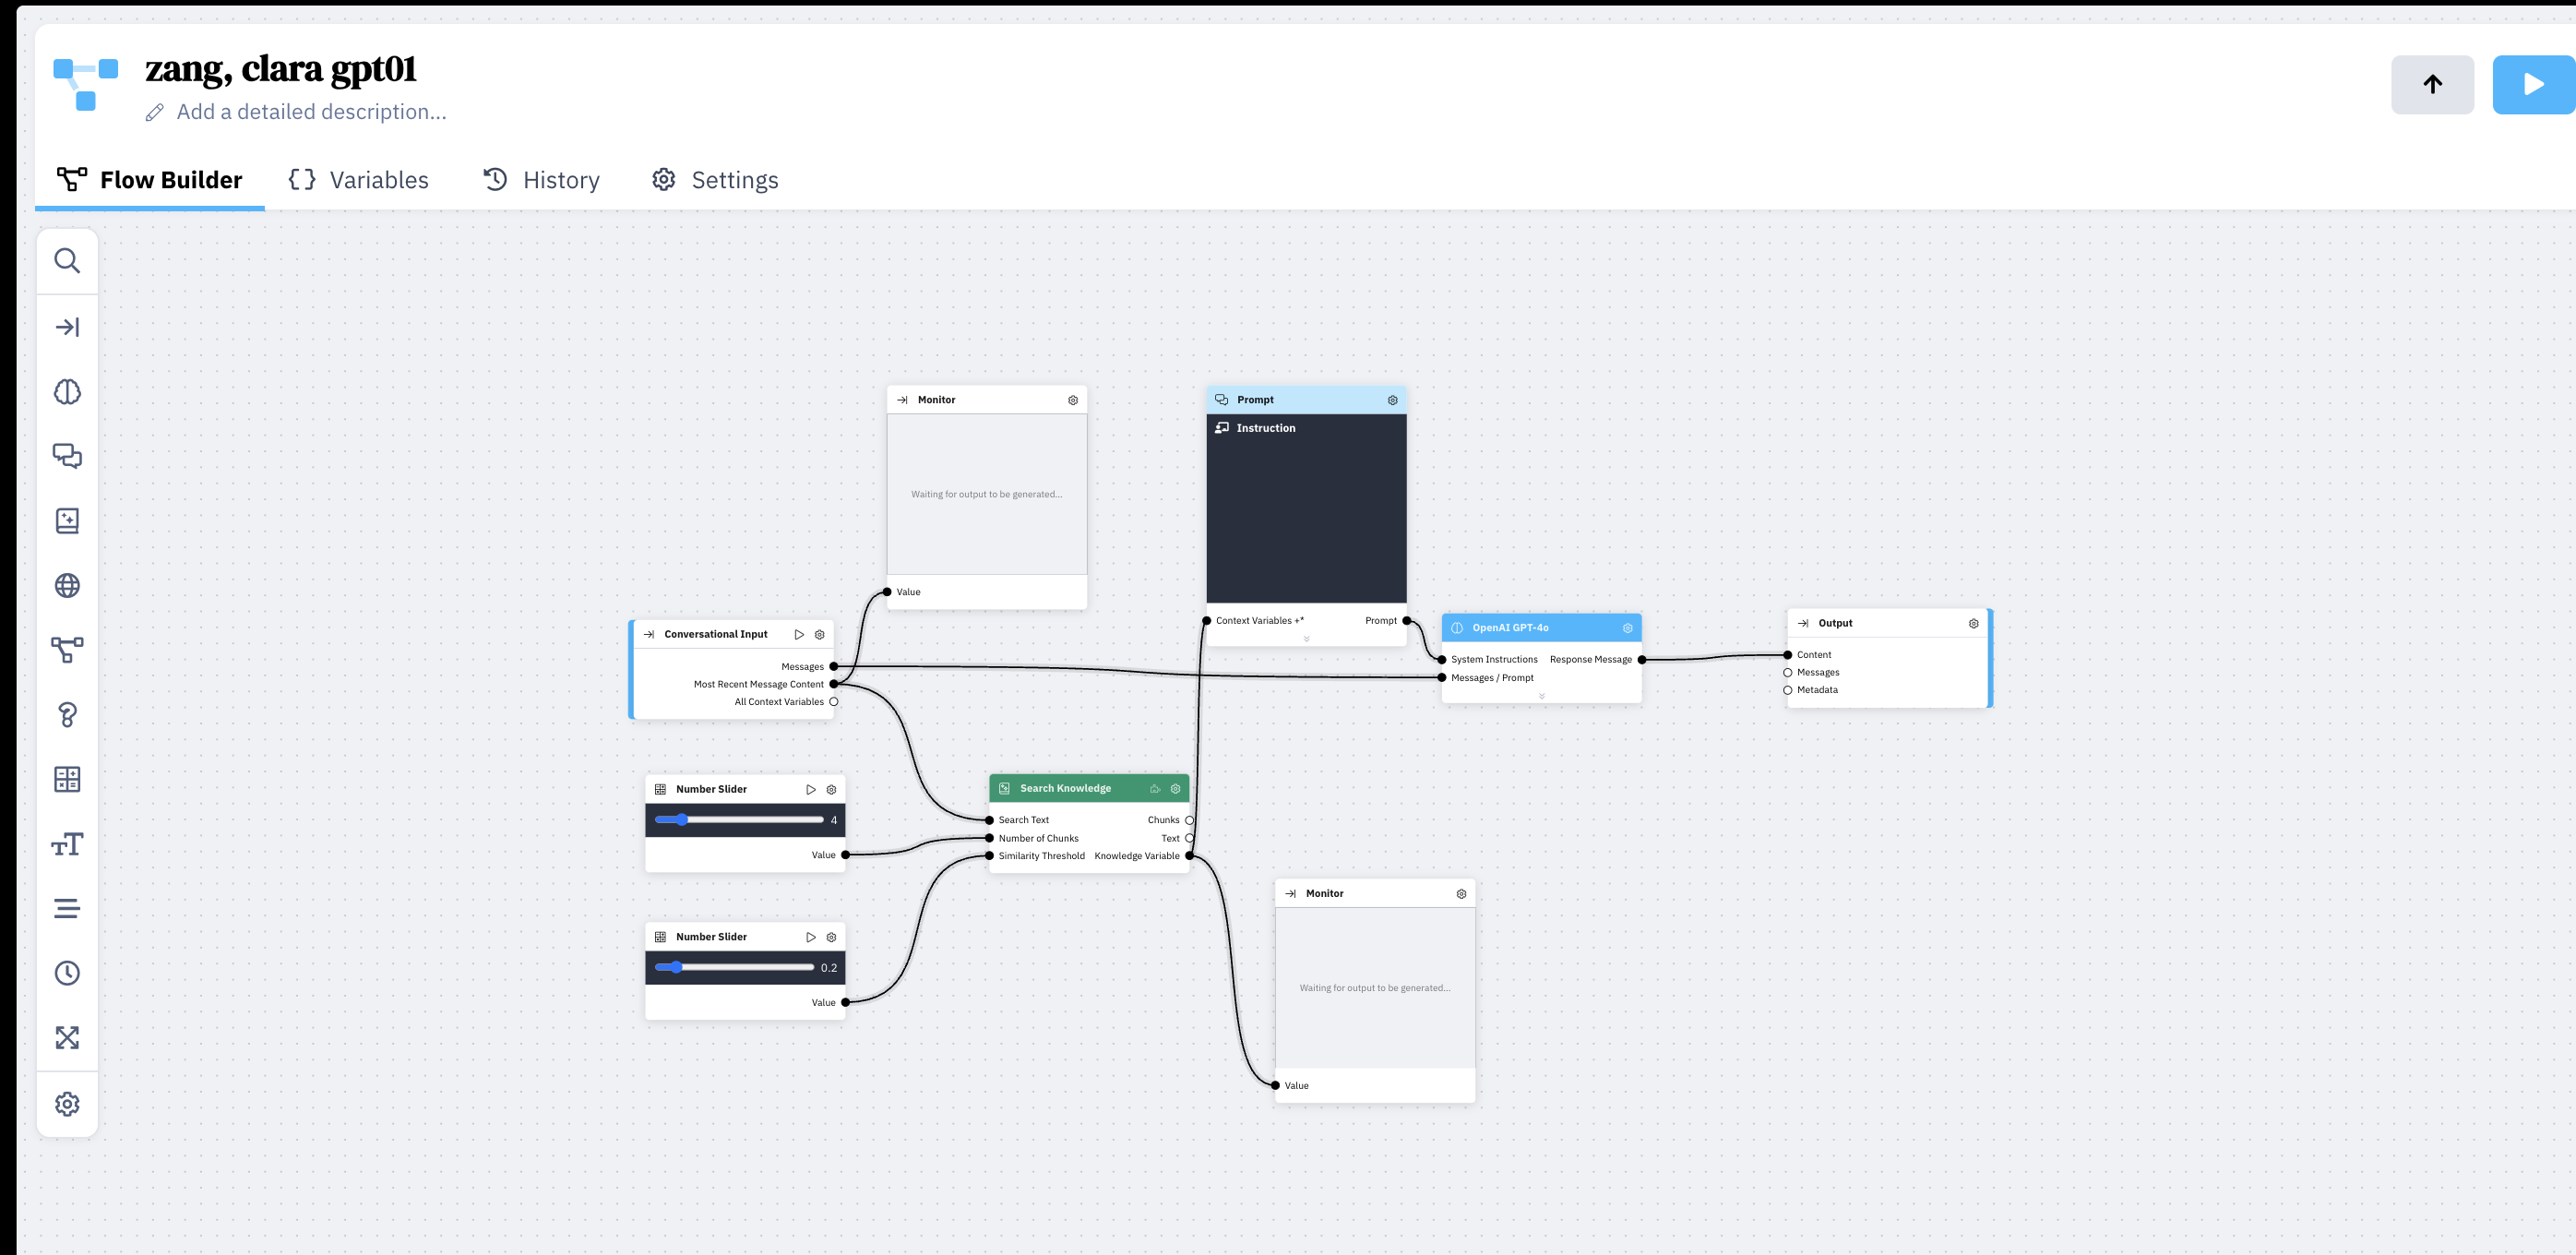 zang, clara gpt01
Add a detailed description...
Flow Builder
Variables
History
Settings
Monitor
Waiting for output to be generated...
Value
Prompt
Instruction
Context Variables +*
Prompt
Conversational Input
Messages
Most Recent Message Content
All Context Variables
OpenAI GPT-4o
System Instructions
Response Message
Messages / Prompt
Output
Content
Messages
Metadata
Number Slider
4
Value
Search Knowledge
Search Text
Chunks
Number of Chunks
Text
Similarity Threshold
Knowledge Variable
Number Slider
0.2
Value
Monitor
Waiting for output to be generated...
Value